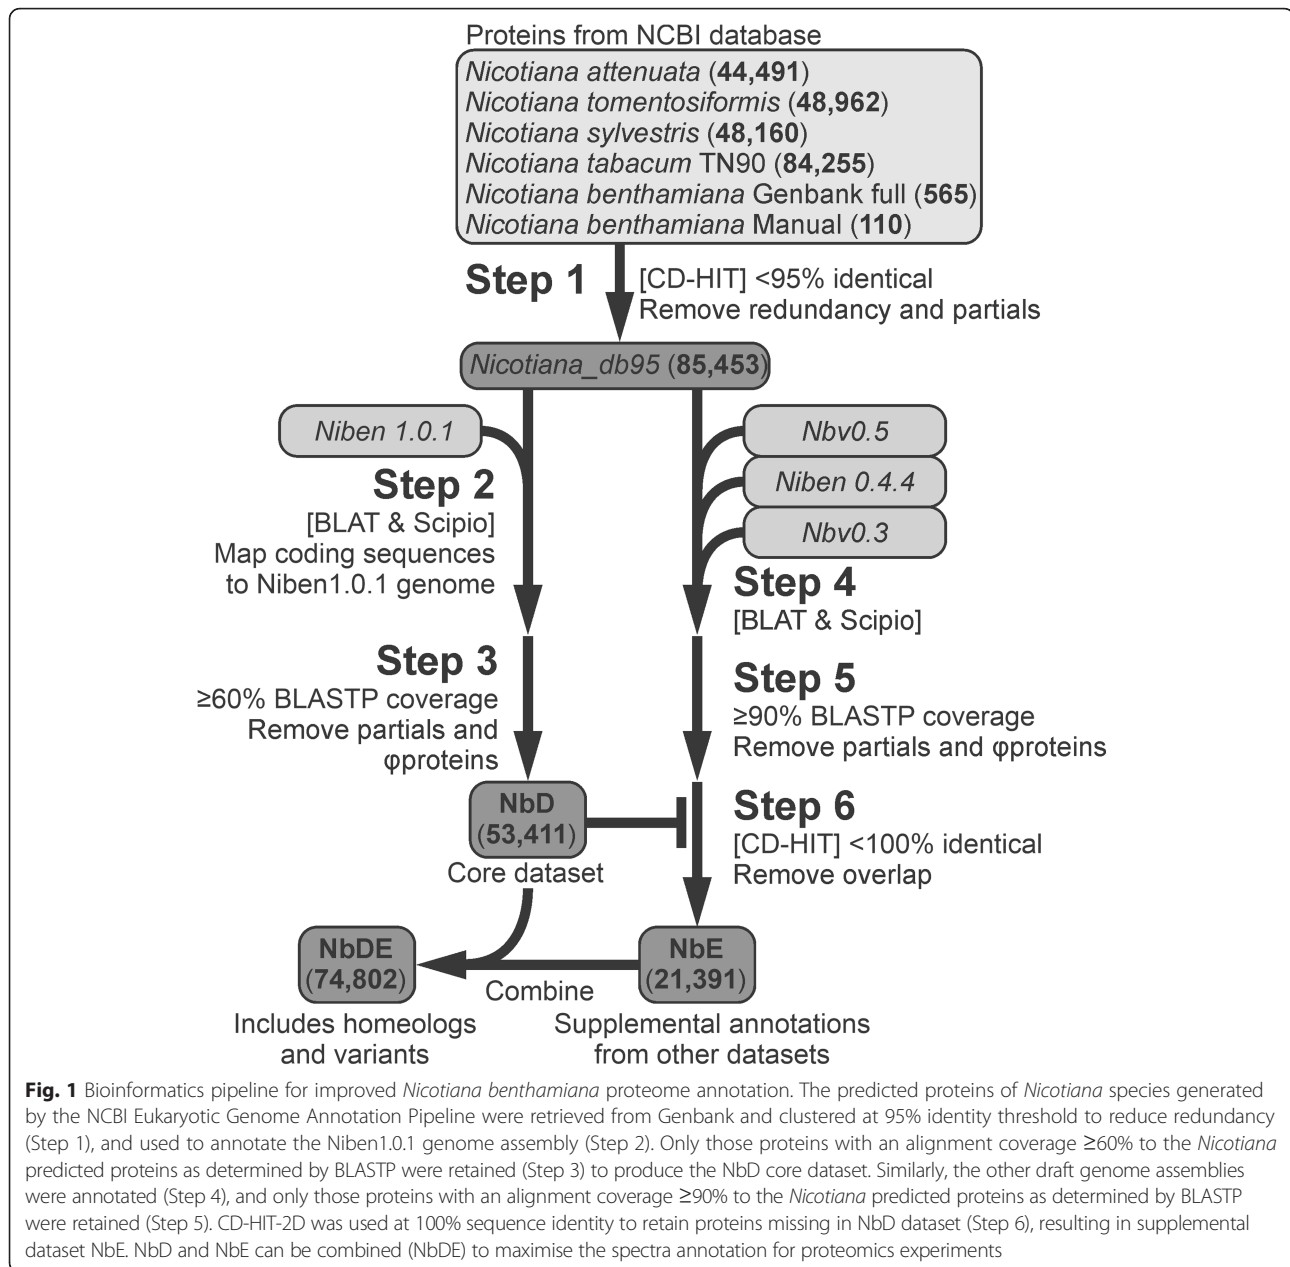 Proteins from NCBI database
Nicotiana attenuata (44,491)
Nicotiana tomentosiformis (48,962)
Nicotiana sylvestris (48,160)
Nicotiana tabacum TN90 (84,255)
Nicotiana benthamiana Genbank full (565)
Nicotiana benthamiana Manual (110)
Step 1
[CD-HIT] <95% identical
Remove redundancy and partials
Nicotiana_db95 (85,453)
Niben 1.0.1
Step 2
[BLAT & Scipio]
Map coding sequences
to Niben1.0.1 genome
Step 3
≥60% BLASTP coverage
Remove partials and
φproteins
NbD
(53,411)
Core dataset
Nbv0.5
Niben 0.4.4
Nbv0.3
Step 4
[BLAT & Scipio]
Step 5
≥90% BLASTP coverage
Remove partials and φproteins
Step 6
[CD-HIT] <100% identical
Remove overlap
NbE
(21,391)
Supplemental annotations
from other datasets
Combine
NbDE
(74,802)
Includes homeologs
and variants
Fig. 1 Bioinformatics pipeline for improved Nicotiana benthamiana proteome annotation. The predicted proteins of Nicotiana species generated
by the NCBI Eukaryotic Genome Annotation Pipeline were retrieved from Genbank and clustered at 95% identity threshold to reduce redundancy
(Step 1), and used to annotate the Niben1.0.1 genome assembly (Step 2). Only those proteins with an alignment coverage ≥60% to the Nicotiana
predicted proteins as determined by BLASTP were retained (Step 3) to produce the NbD core dataset. Similarly, the other draft genome assemblies
were annotated (Step 4), and only those proteins with an alignment coverage ≥90% to the Nicotiana predicted proteins as determined by BLASTP
were retained (Step 5). CD-HIT-2D was used at 100% sequence identity to retain proteins missing in NbD dataset (Step 6), resulting in supplemental
dataset NbE. NbD and NbE can be combined (NbDE) to maximise the spectra annotation for proteomics experiments